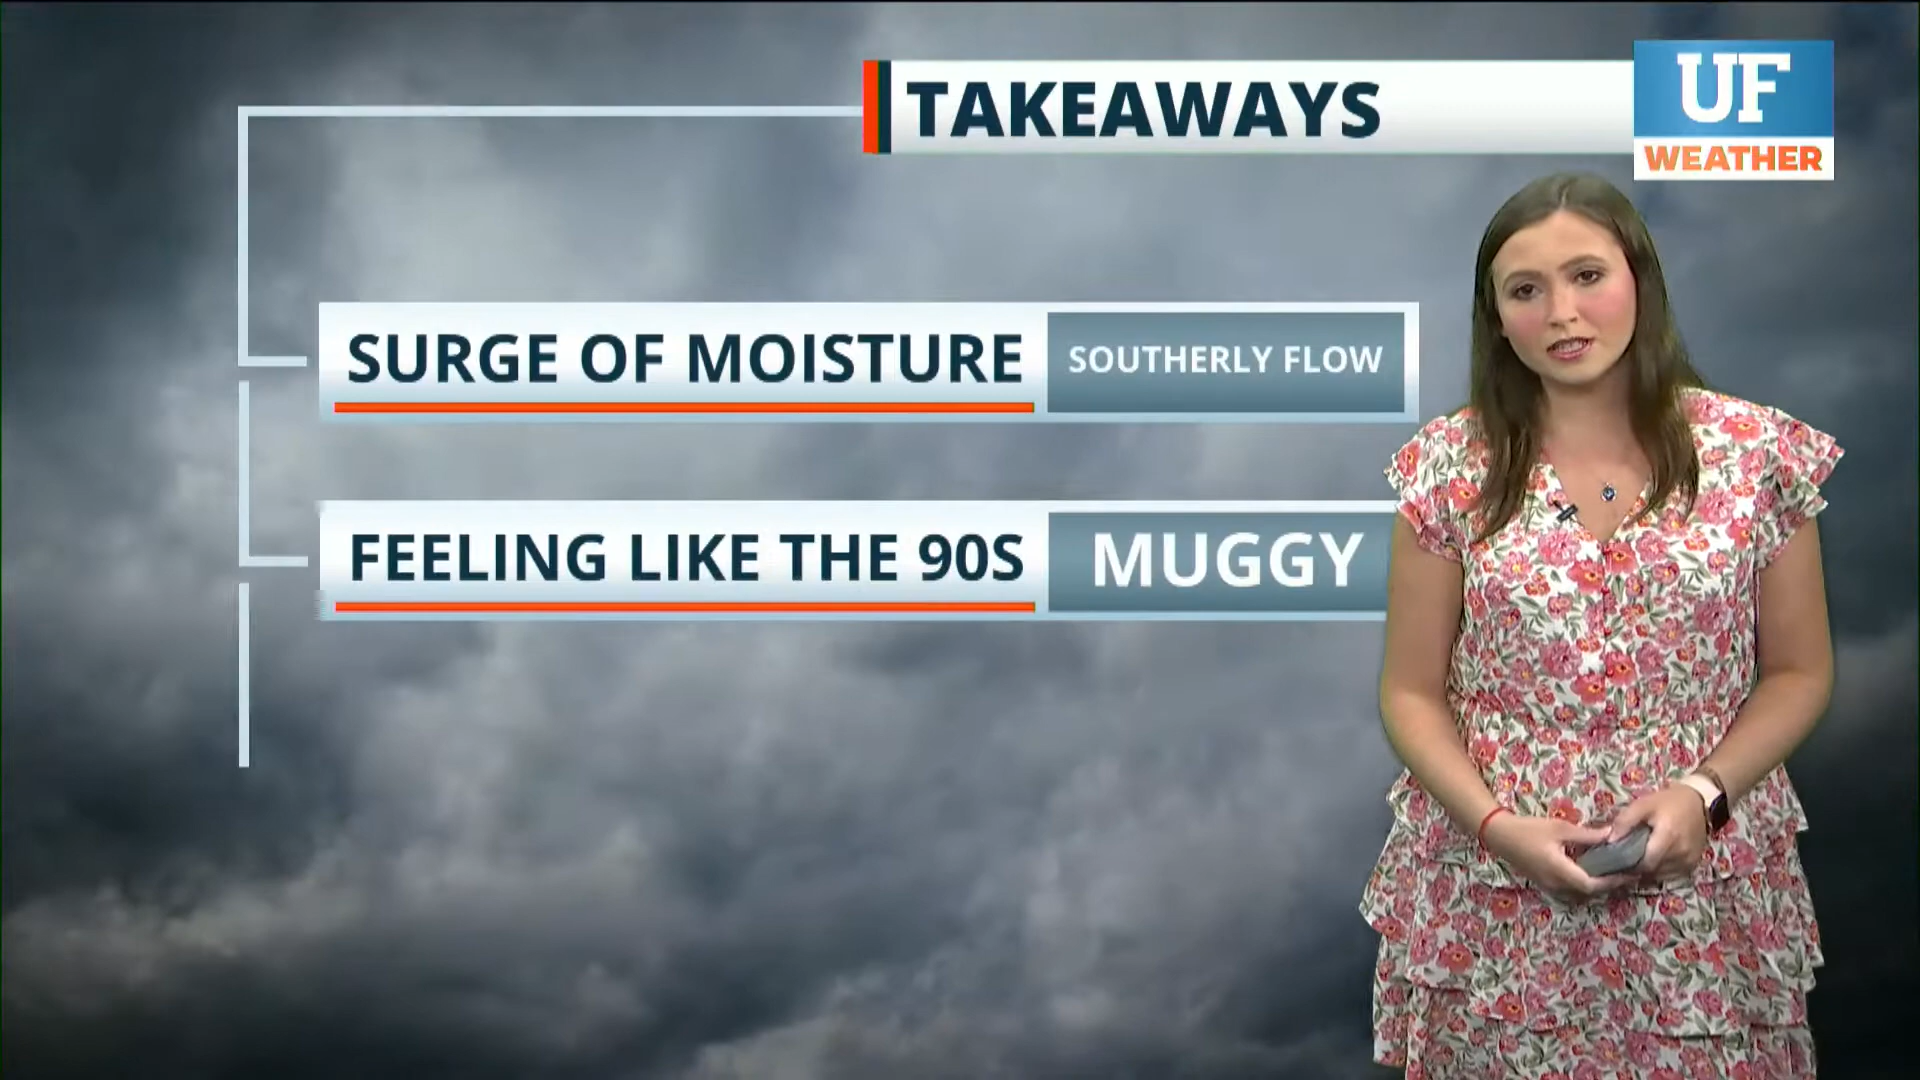 TAKEAWAYS
UF
WEATHER
SURGE OF MOISTURE
SOUTHERLY FLOW
FEELING LIKE THE 90S
MUGGY